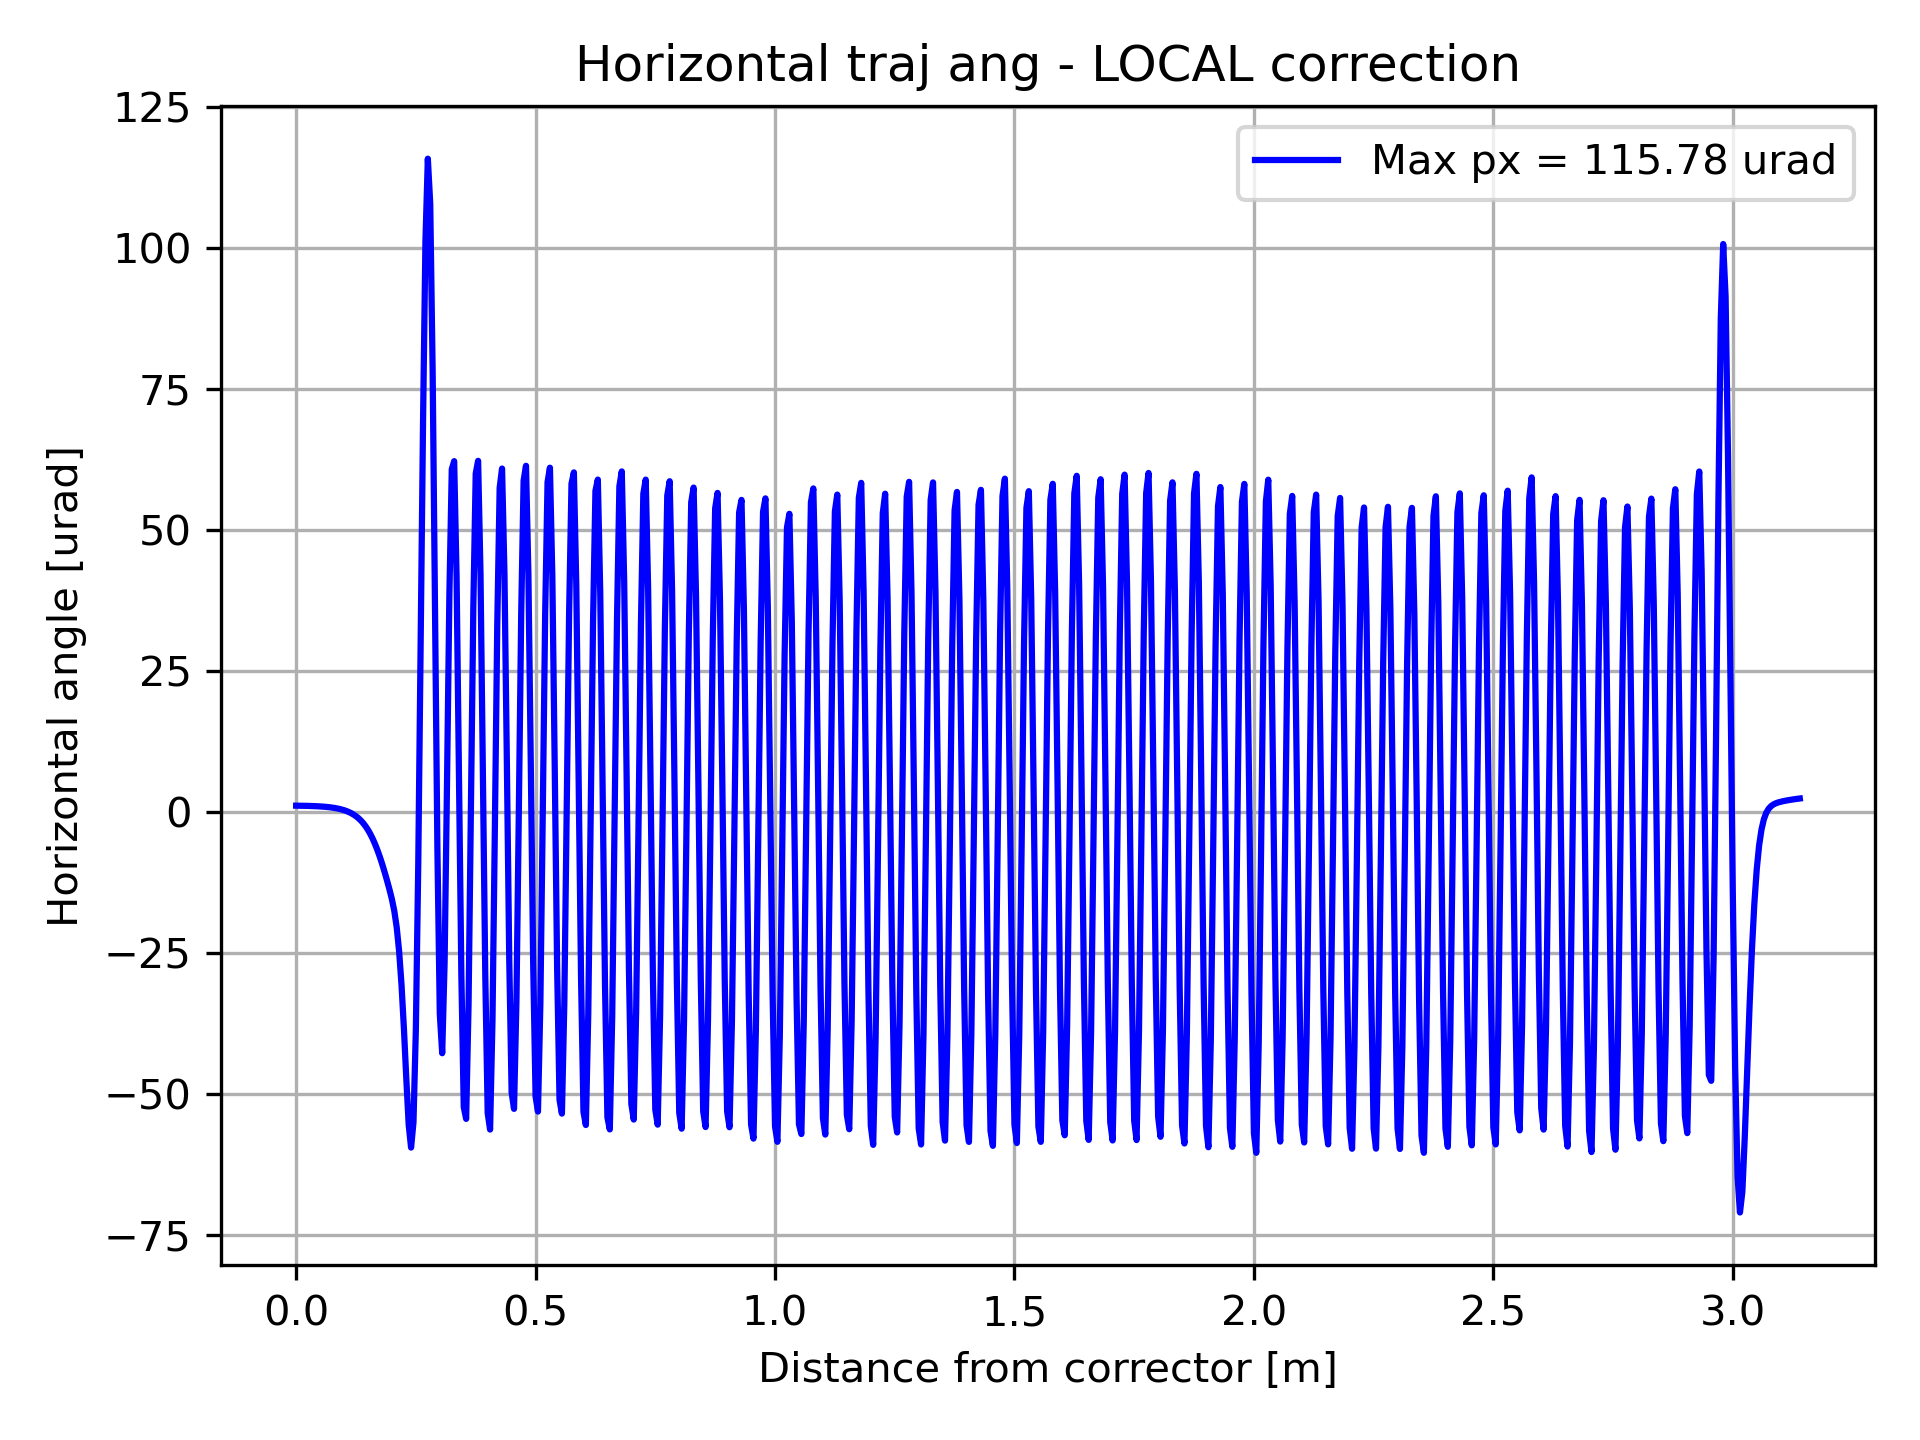 Horizontal traj ang - LOCAL correction
Max px = 115.78 urad
125
100
75
50
25
0
−25
−50
−75
Horizontal angle [urad]
0.0 0.5 1.0 1.5 2.0 2.5 3.0
Distance from corrector [m]